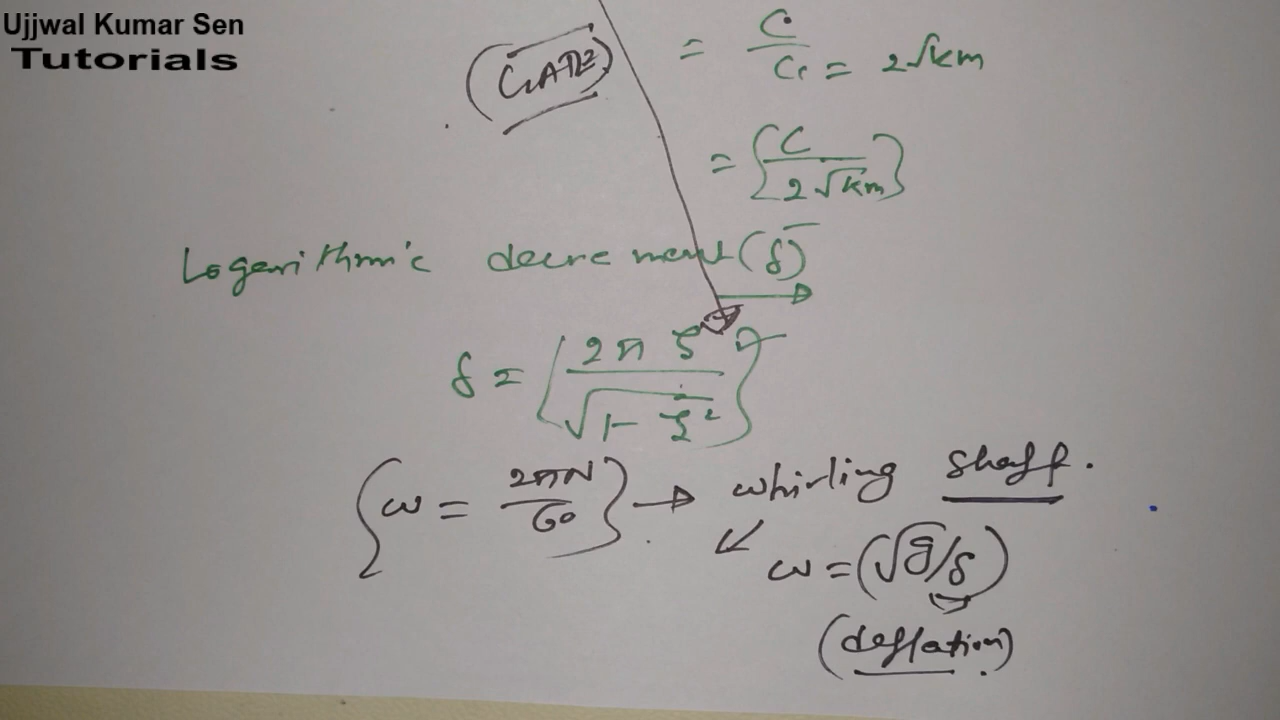 Ujjwal Kumar Sen
Tutorials
(GATE)
= C / Cc = 2√km
= {C / 2√km}
Logarithmic decrement (δ)
δ = {2π ξ / √1 - ξ²}
{ω = 2πN / 60} → whirling shaff.
ω = (√g/δ)
(deflation)